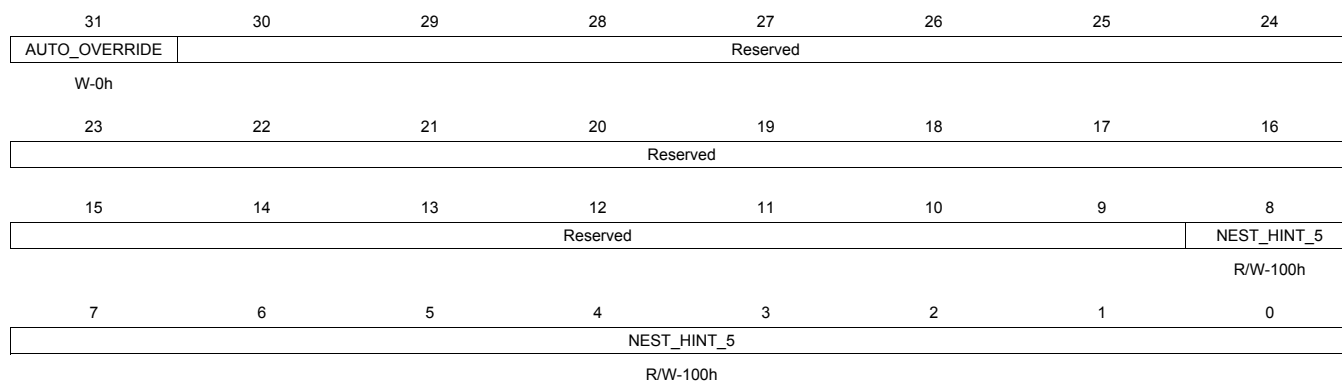 31 30 29 28 27 26 25 24
AUTO_OVERRIDE Reserved
W-0h
23 22 21 20 19 18 17 16
Reserved
15 14 13 12 11 10 9 8
Reserved NEST_HINT_5
R/W-100h
7 6 5 4 3 2 1 0
NEST_HINT_5
R/W-100h